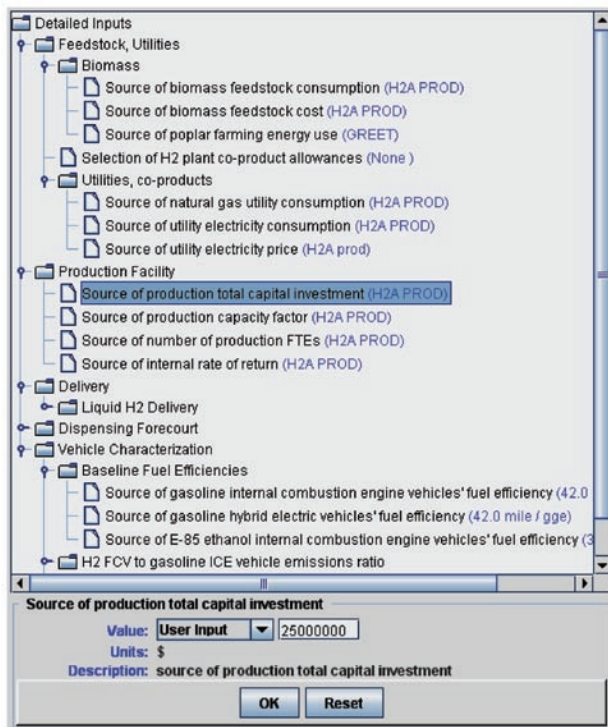 Detailed Inputs
Feedstock, Utilities
Biomass
Source of biomass feedstock consumption (H2A PROD)
Source of biomass feedstock cost (H2A PROD)
Source of poplar farming energy use (GREET)
Selection of H2 plant co-product allowances (None )
Utilities, co-products
Source of natural gas utility consumption (H2A PROD)
Source of utility electricity consumption (H2A PROD)
Source of utility electricity price (H2A prod)
Production Facility
Source of production total capital investment (H2A PROD)
Source of production capacity factor (H2A PROD)
Source of number of production FTEs (H2A PROD)
Source of internal rate of return (H2A PROD)
Delivery
Liquid H2 Delivery
Dispensing Forecourt
Vehicle Characterization
Baseline Fuel Efficiencies
Source of gasoline internal combustion engine vehicles' fuel efficiency (42.0
Source of gasoline hybrid electric vehicles' fuel efficiency (42.0 mile / gge)
Source of E-85 ethanol internal combustion engine vehicles' fuel efficiency (3
H2 FCV to gasoline ICE vehicle emissions ratio
Source of production total capital investment
Value: User Input 25000000
Units: $
Description: source of production total capital investment
OK Reset